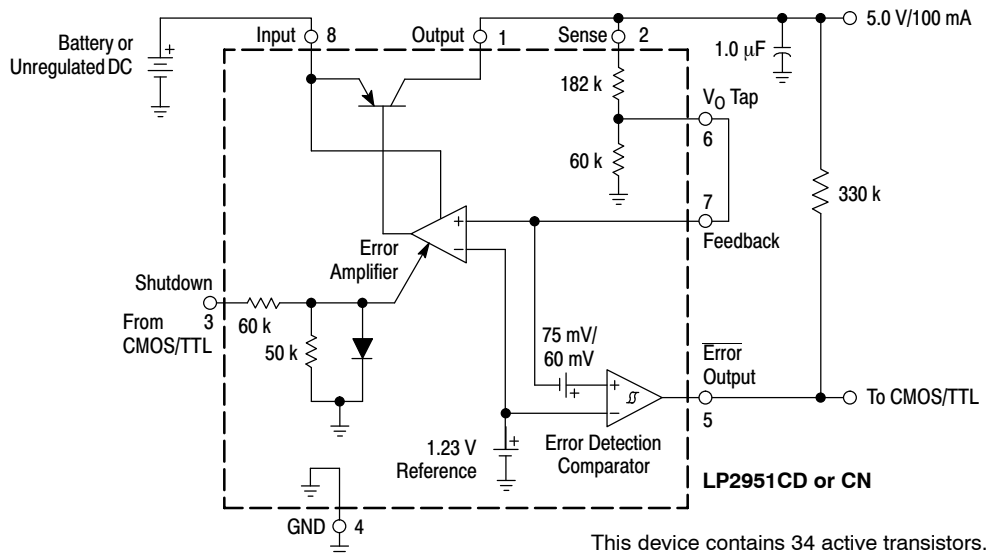 Battery or
Unregulated DC
+
Input 8
Output 1
Sense 2
5.0 V/100 mA
1.0 µF
182 k
V_O Tap
6
60 k
7
Feedback
330 k
+
−
Error
Amplifier
Shutdown
3
From
CMOS/TTL
60 k
50 k
75 mV/
60 mV
+
+
−
Error
Output
5
To CMOS/TTL
1.23 V
Reference
+
Error Detection
Comparator
LP2951CD or CN
GND 4
This device contains 34 active transistors.